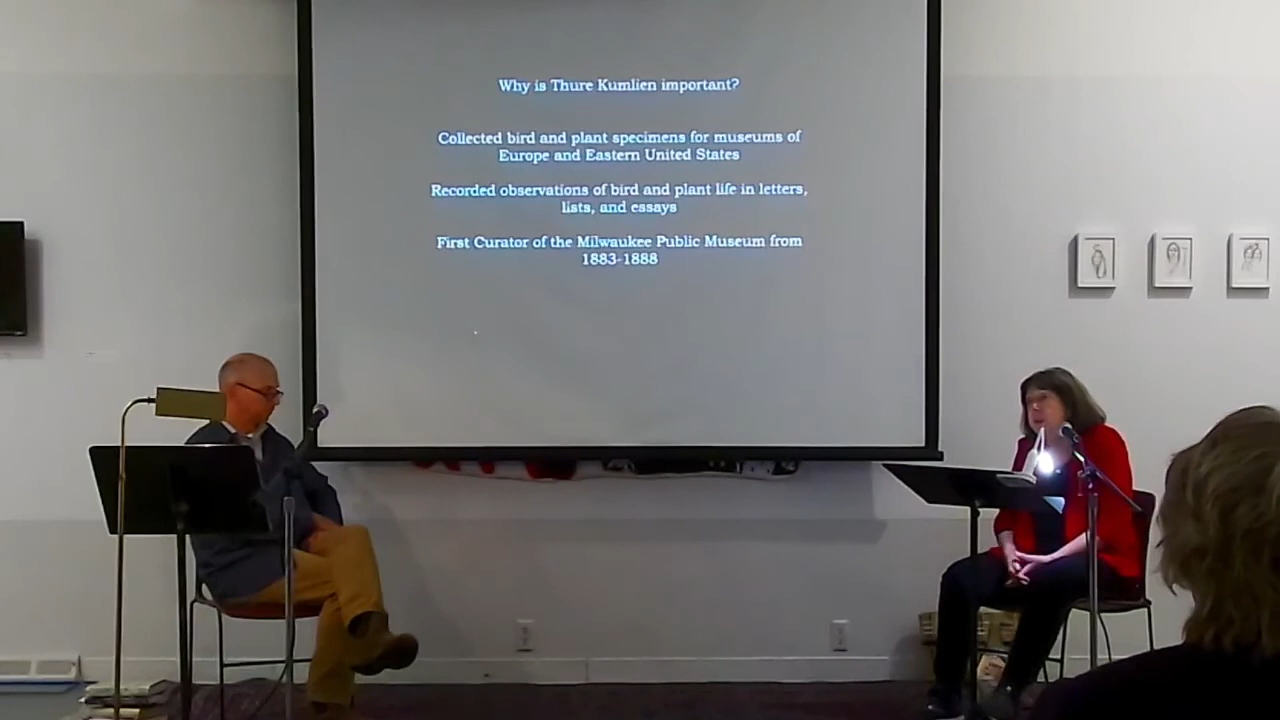 Why is Thure Kumlien important?
Collected bird and plant specimens for museums of
Europe and Eastern United States
Recorded observations of bird and plant life in letters,
lists, and essays
First Curator of the Milwaukee Public Museum from
1883-1888